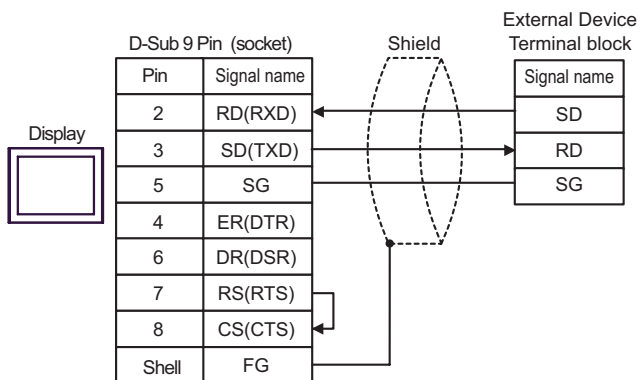 External Device
D-Sub 9 Pin (socket) Shield Terminal block
Pin Signal name Signal name
2 RD(RXD) SD
Display
3 SD(TXD) RD
5 SG SG
4 ER(DTR)
6 DR(DSR)
7 RS(RTS)
8 CS(CTS)
Shell FG